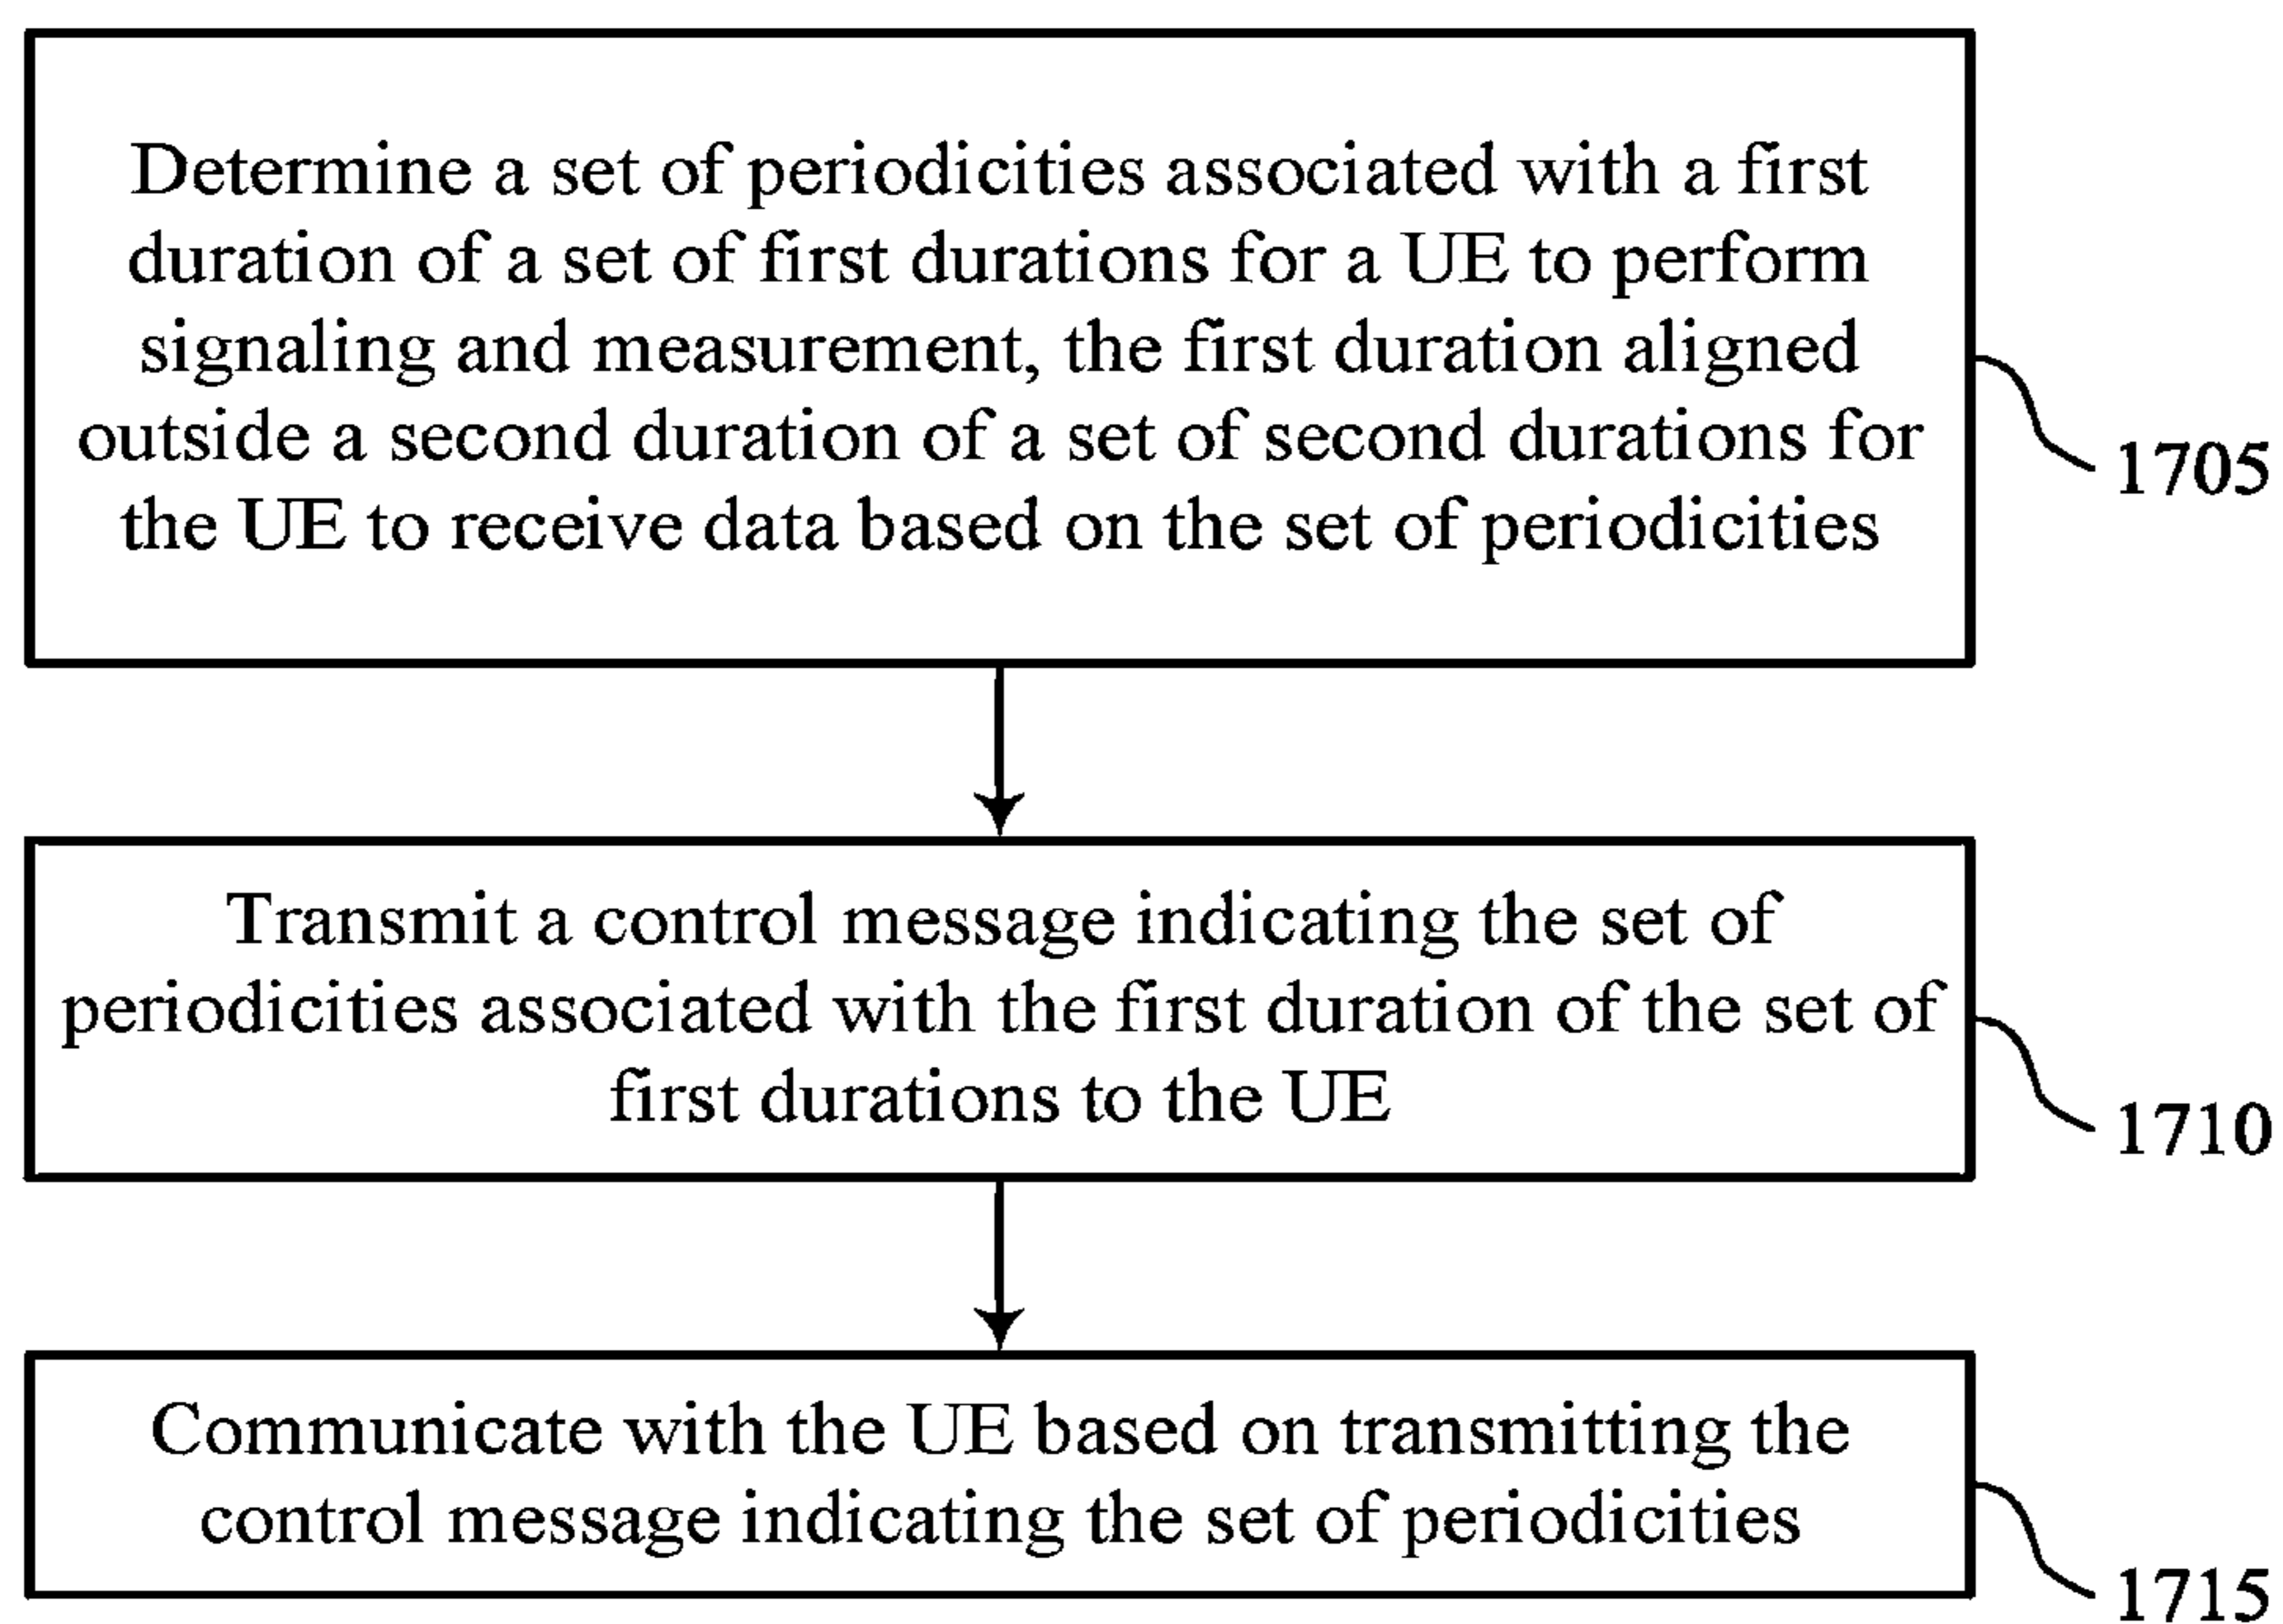 Determine a set of periodicities associated with a first
duration of a set of first durations for a UE to perform
signaling and measurement, the first duration aligned
outside a second duration of a set of second durations for
the UE to receive data based on the set of periodicities
1705
Transmit a control message indicating the set of
periodicities associated with the first duration of the set of
first durations to the UE
1710
Communicate with the UE based on transmitting the
control message indicating the set of periodicities
1715